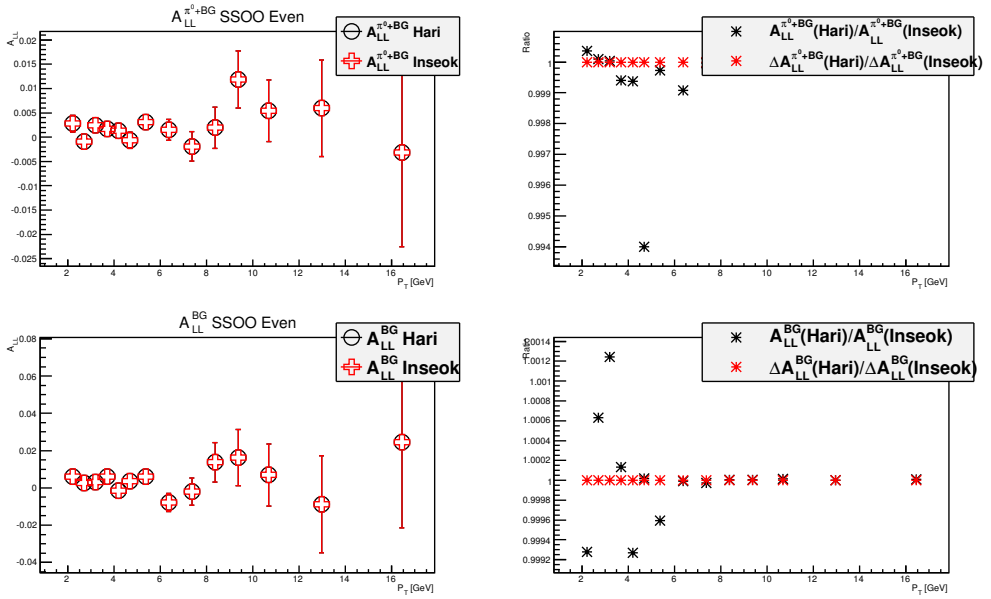 A_LL^π⁰+BG SSOO Even
A_LL^π⁰+BG Hari
A_LL^π⁰+BG Inseok
A_LL
0.02
0.015
0.01
0.005
0
-0.005
-0.01
-0.015
-0.02
-0.025
2 4 6 8 10 12 14 16
P_T [GeV]
A_LL^π⁰+BG(Hari)/A_LL^π⁰+BG(Inseok)
ΔA_LL^π⁰+BG(Hari)/ΔA_LL^π⁰+BG(Inseok)
Ratio
1
0.999
0.998
0.997
0.996
0.995
0.994
2 4 6 8 10 12 14 16
P_T [GeV]
A_LL^BG SSOO Even
A_LL^BG Hari
A_LL^BG Inseok
A_LL
0.08
0.06
0.04
0.02
0
-0.02
-0.04
2 4 6 8 10 12 14 16
P_T [GeV]
A_LL^BG(Hari)/A_LL^BG(Inseok)
ΔA_LL^BG(Hari)/ΔA_LL^BG(Inseok)
Ratio
1.0014
1.0012
1.001
1.0008
1.0006
1.0004
1.0002
1
0.9998
0.9996
0.9994
0.9992
2 4 6 8 10 12 14 16
P_T [GeV]